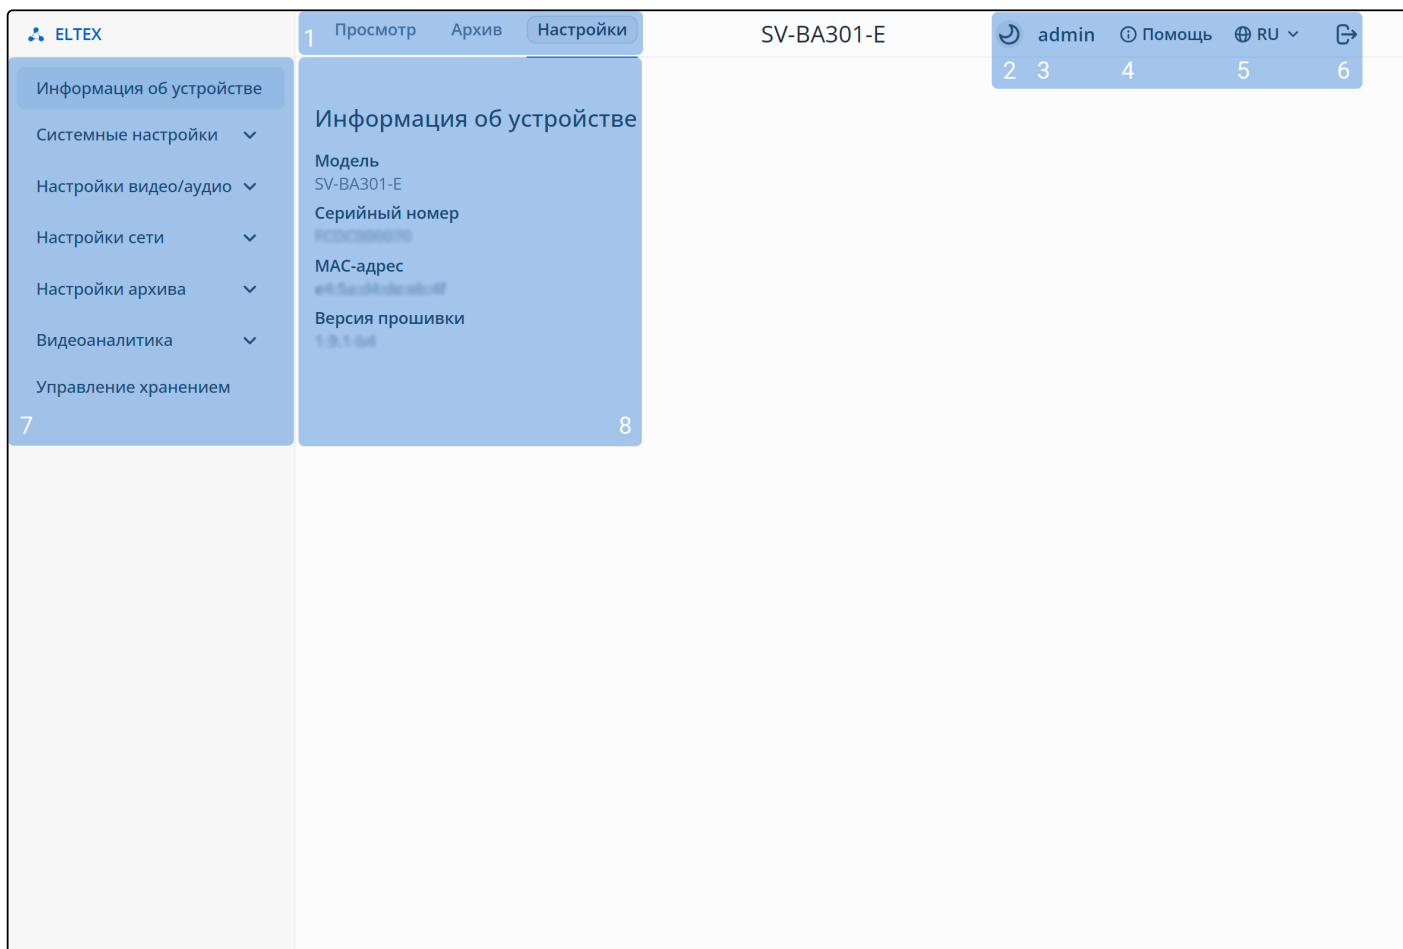 ELTEX
Просмотр Архив Настройки
1
SV-BA301-E
admin Помощь RU
2 3 4 5 6
Информация об устройстве
Системные настройки
Настройки видео/аудио
Настройки сети
Настройки архива
Видеоаналитика
Управление хранением
7
Информация об устройстве
Модель
SV-BA301-E
Серийный номер
MAC-адрес
Версия прошивки
8